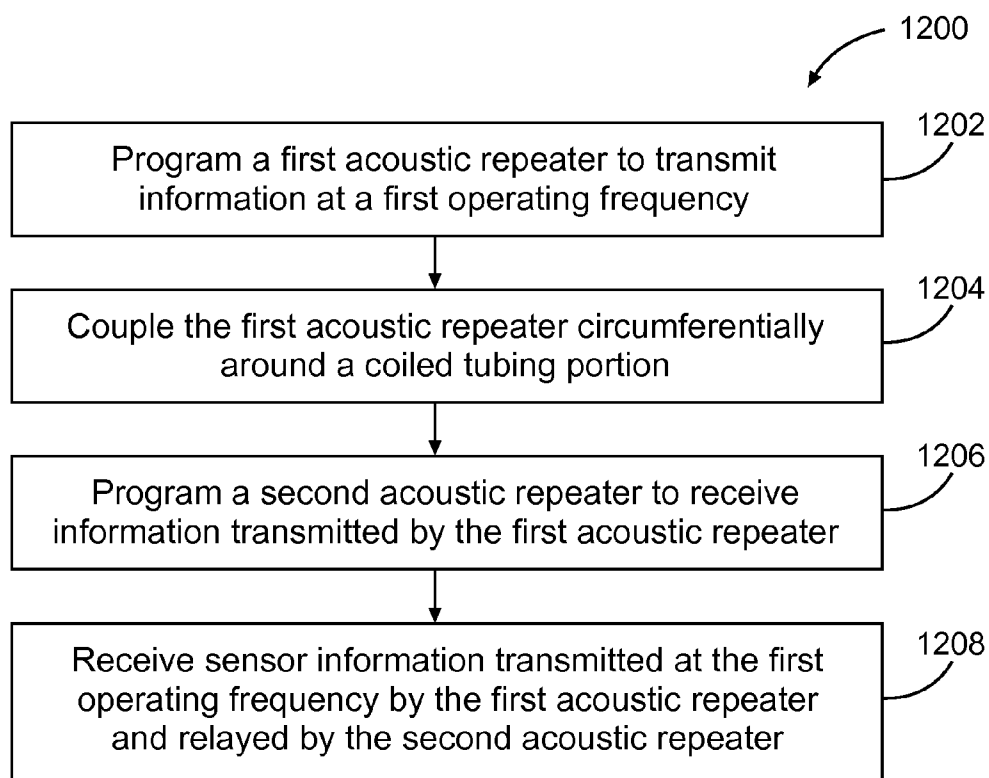 1200
1202
Program a first acoustic repeater to transmit
information at a first operating frequency
1204
Couple the first acoustic repeater circumferentially
around a coiled tubing portion
1206
Program a second acoustic repeater to receive
information transmitted by the first acoustic repeater
1208
Receive sensor information transmitted at the first
operating frequency by the first acoustic repeater
and relayed by the second acoustic repeater